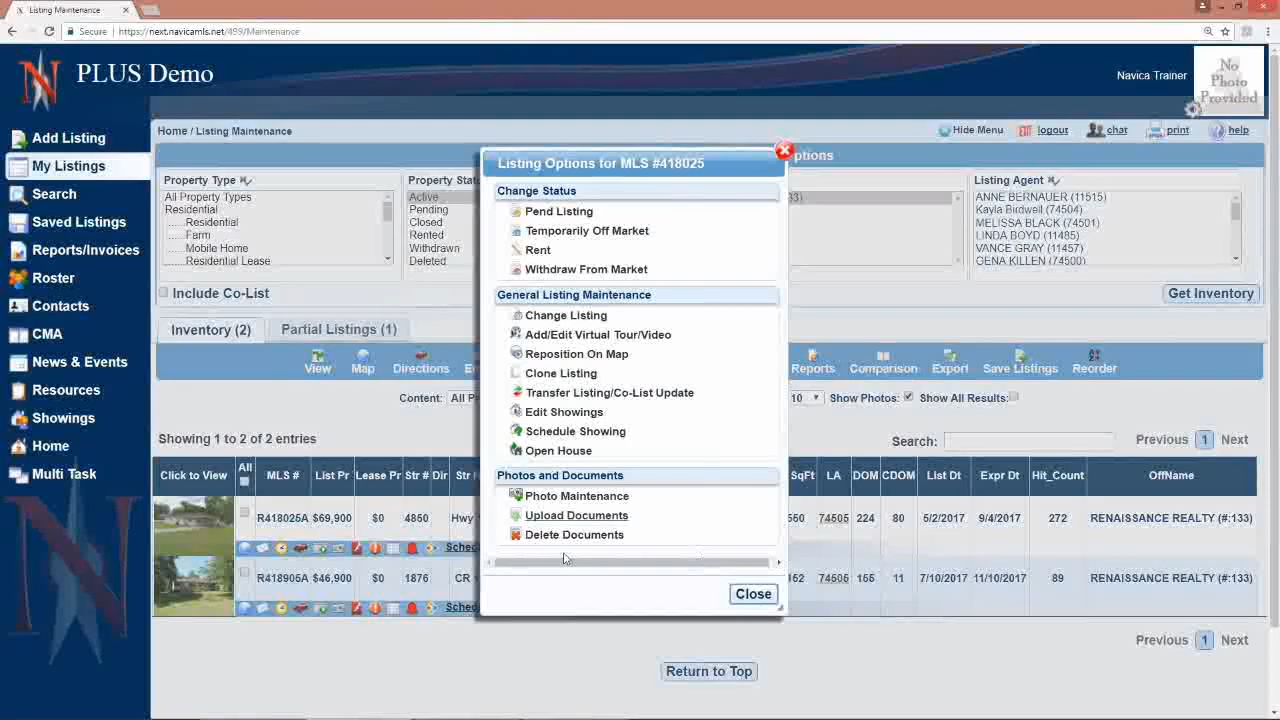 Listing Maintenance
Secure
https://next.navicamls.net/499/Maintenance
N
PLUS Demo
Navica Trainer
No
Photo
Provided
Add Listing
My Listings
Search
Saved Listings
Reports/Invoices
Roster
Contacts
CMA
News & Events
Resources
Showings
Home
Multi Task
Home / Listing Maintenance
Hide Menu
logout
chat
print
help
ptions
Property Type
All Property Types
Residential
......Residential
......Farm
......Mobile Home
......Residential Lease
Property Stat
Active
Pending
Closed
Rented
Withdrawn
Deleted
33)
Listing Agent
ANNE BERNAUER (11515)
Kayla Birdwell (74504)
MELISSA BLACK (74501)
LINDA BOYD (11485)
VANCE GRAY (11457)
GENA KILLEN (74500)
Include Co-List
Get Inventory
Inventory (2)
Partial Listings (1)
View
Map
Directions
Reports
Comparison
Export
Save Listings
Reorder
Content:
All P
10
Show Photos:
Show All Results:
Showing 1 to 2 of 2 entries
Search:
Previous
1
Next
Click to View
All
MLS #
List Pr
Lease Pr
Str #
Dir
Str
SqFt
LA
DOM
CDOM
List Dt
Expr Dt
Hit_Count
OffName
R418025A
$69,900
$0
4850
Hwy
560
74505
224
80
5/2/2017
9/4/2017
272
RENAISSANCE REALTY (#:133)
Sched
R418905A
$46,900
$0
1876
CR
152
74505
155
11
7/10/2017
11/10/2017
89
RENAISSANCE REALTY (#:133)
Sched
Previous
1
Next
Return to Top
Listing Options for MLS #418025
Change Status
Pend Listing
Temporarily Off Market
Rent
Withdraw From Market
General Listing Maintenance
Change Listing
Add/Edit Virtual Tour/Video
Reposition On Map
Clone Listing
Transfer Listing/Co-List Update
Edit Showings
Schedule Showing
Open House
Photos and Documents
Photo Maintenance
Upload Documents
Delete Documents
Close